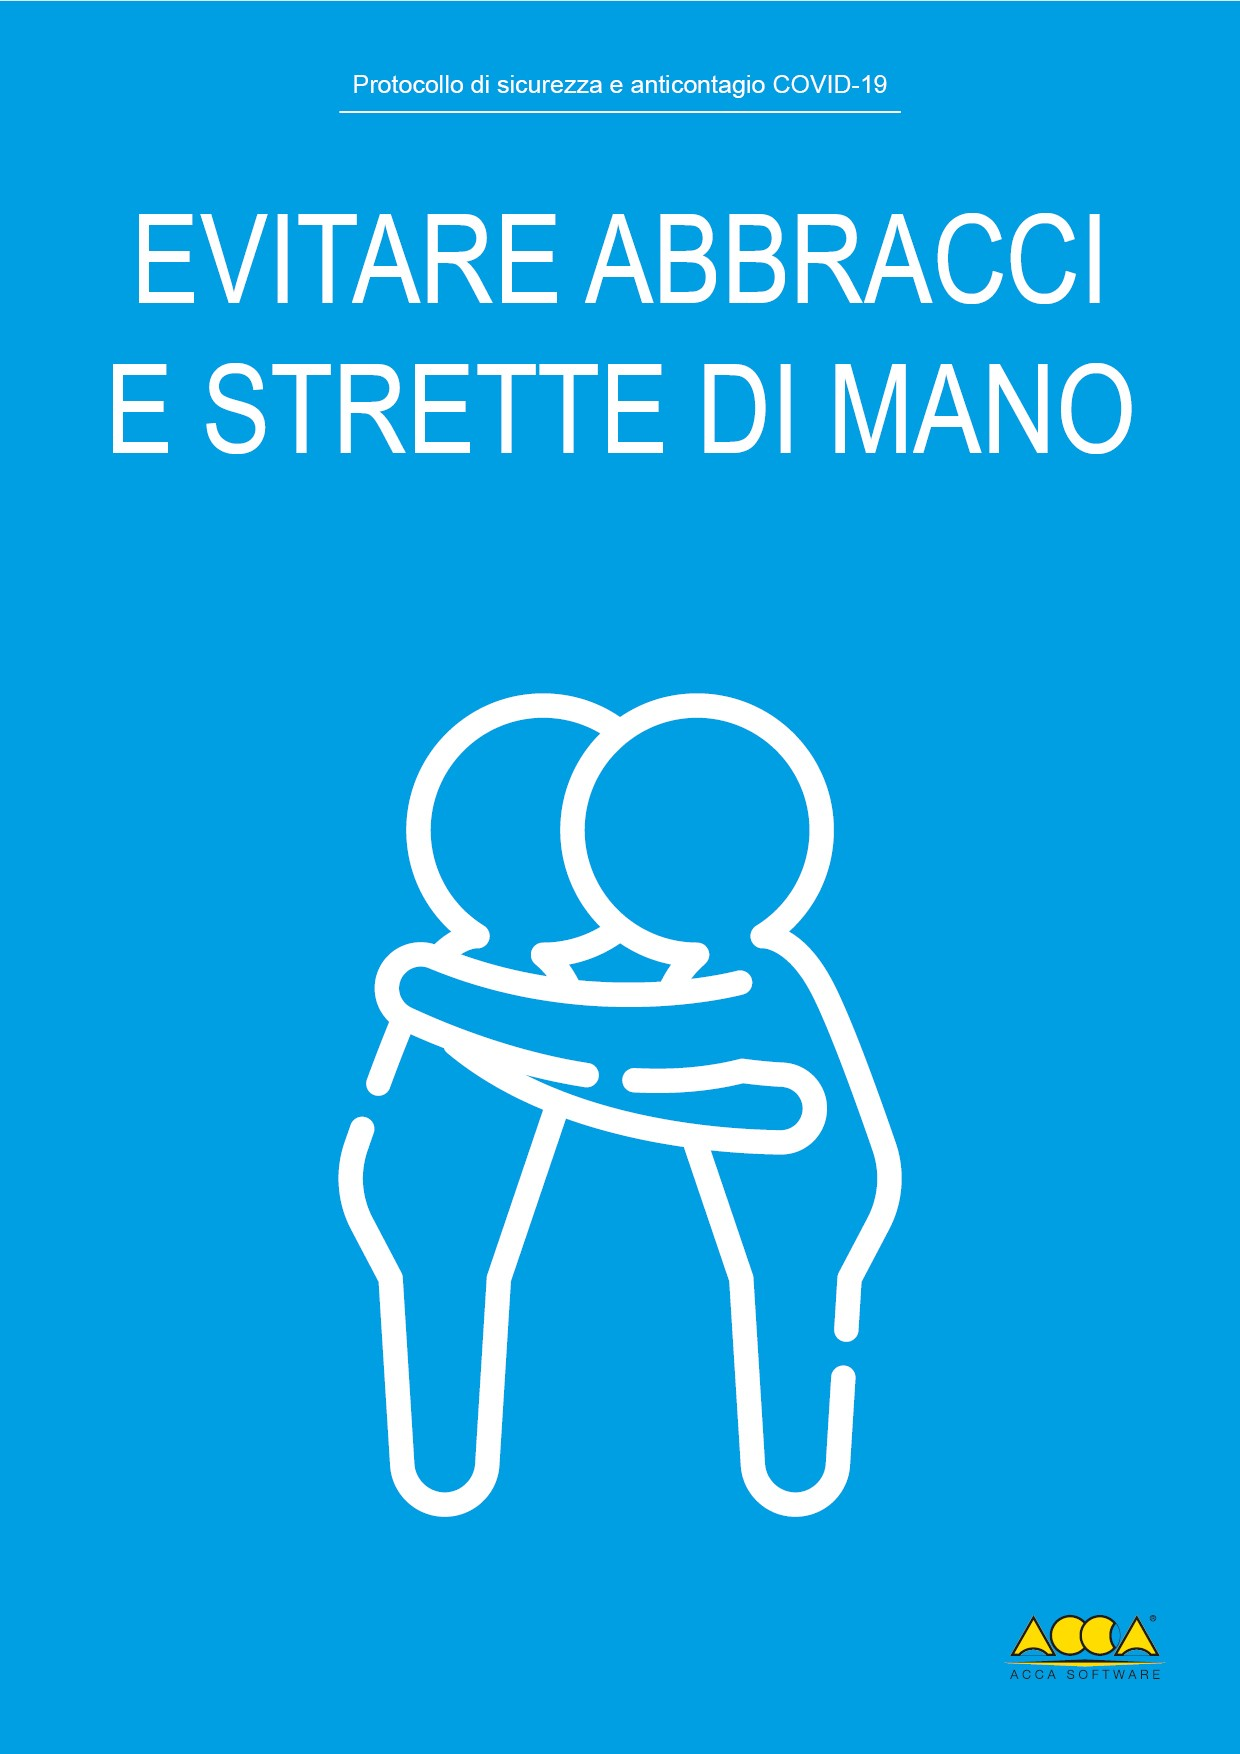 Protocollo di sicurezza e anticontagio COVID-19
EVITARE ABBRACCI
E STRETTE DI MANO
ACCA®
ACCA SOFTWARE